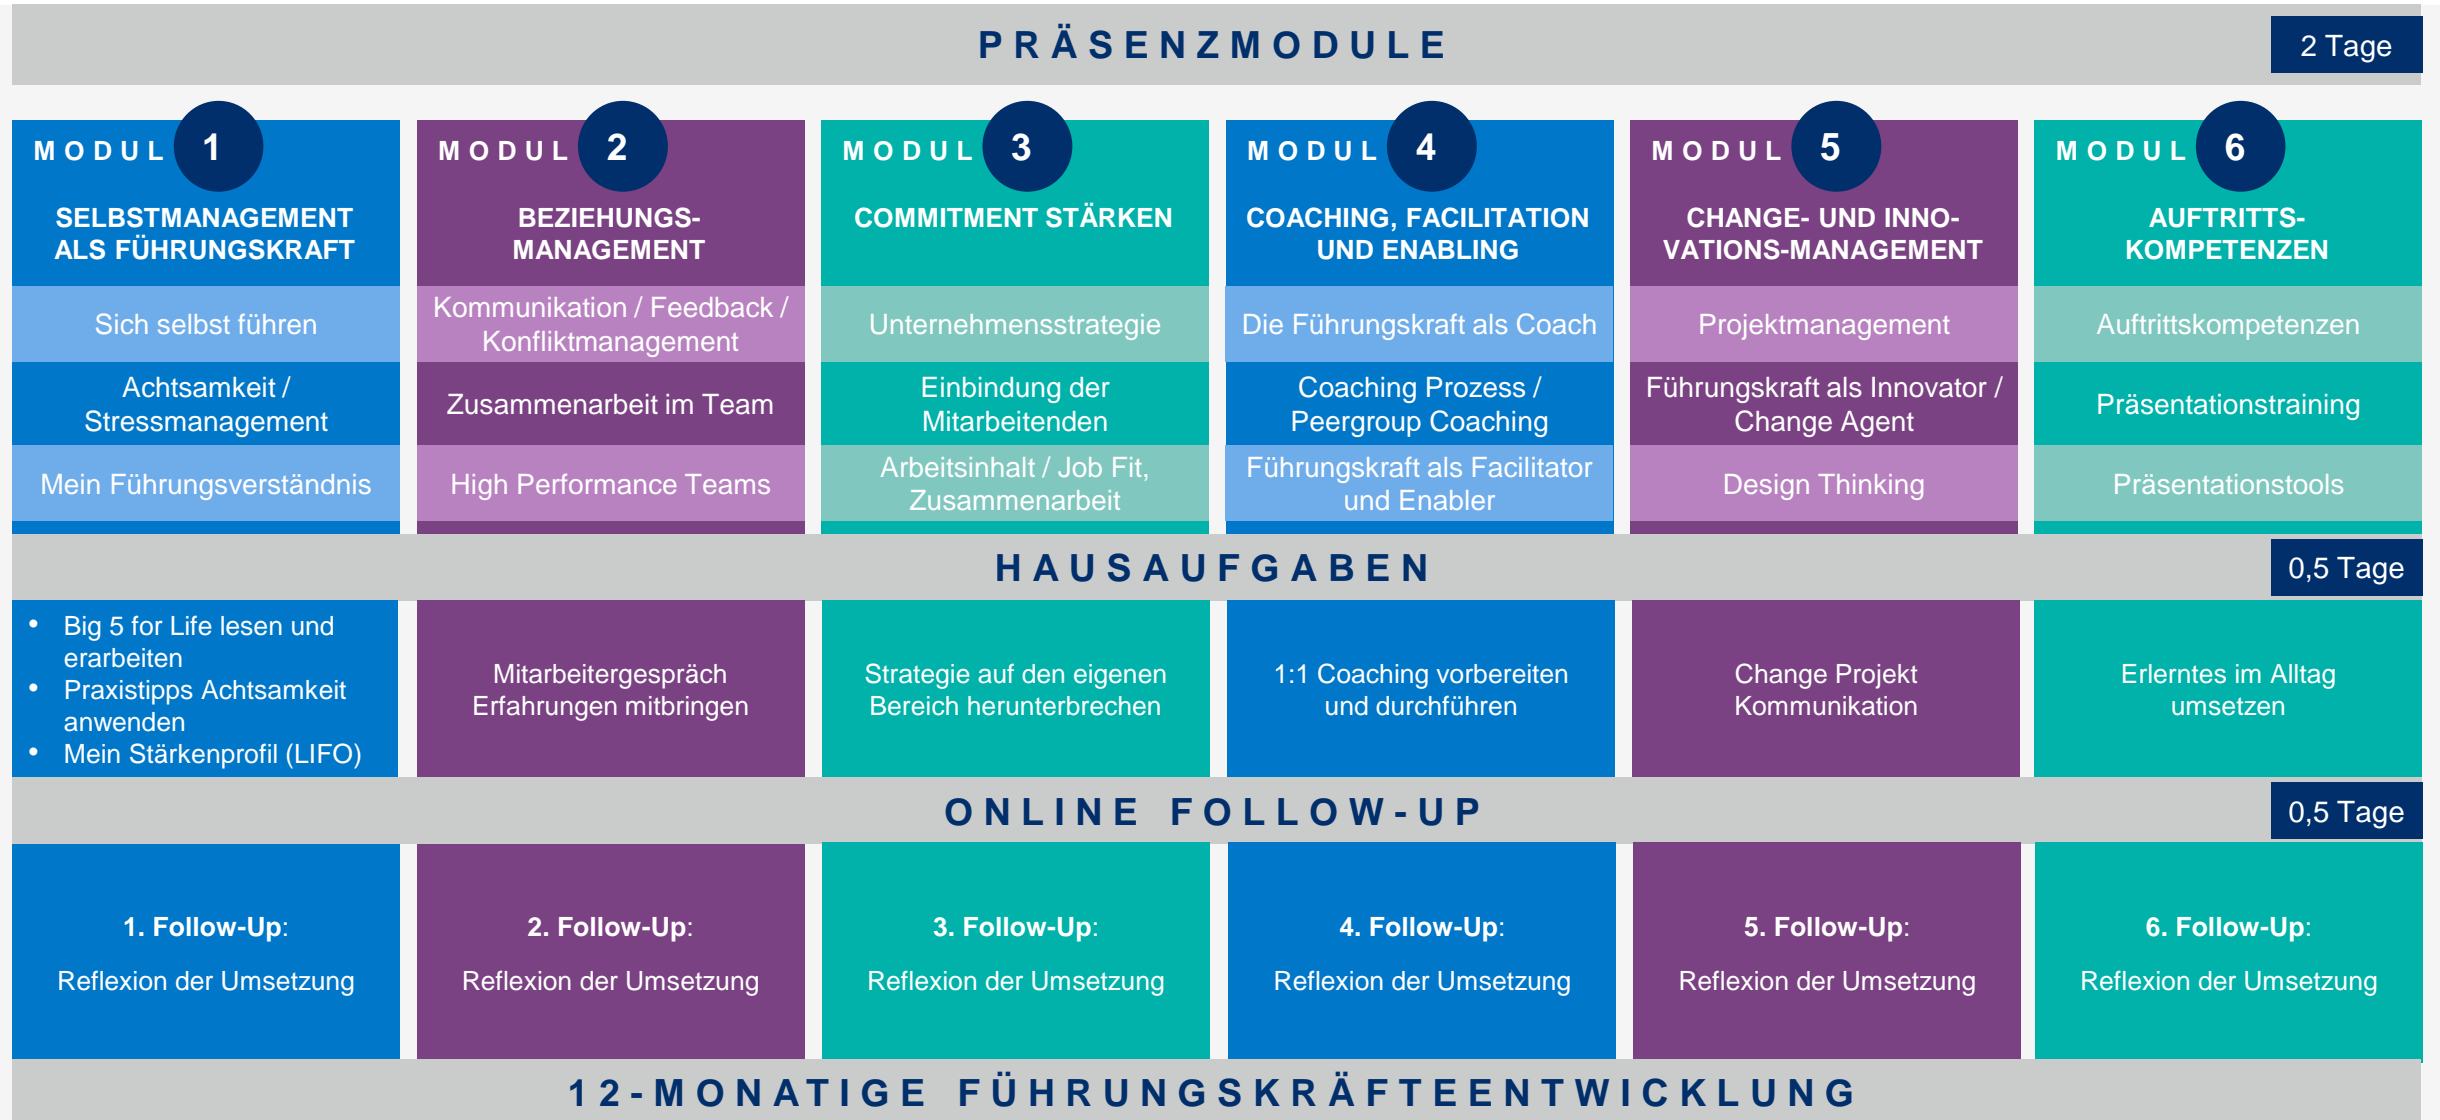 PRÄSENZMODULE
2 Tage
MODUL 1
SELBSTMANAGEMENT
ALS FÜHRUNGSKRAFT
Sich selbst führen
Achtsamkeit /
Stressmanagement
Mein Führungsverständnis
MODUL 2
BEZIEHUNGS-
MANAGEMENT
Kommunikation / Feedback /
Konfliktmanagement
Zusammenarbeit im Team
High Performance Teams
MODUL 3
COMMITMENT STÄRKEN
Unternehmensstrategie
Einbindung der
Mitarbeitenden
Arbeitsinhalt / Job Fit,
Zusammenarbeit
MODUL 4
COACHING, FACILITATION
UND ENABLING
Die Führungskraft als Coach
Coaching Prozess /
Peergroup Coaching
Führungskraft als Facilitator
und Enabler
MODUL 5
CHANGE- UND INNO-
VATIONS-MANAGEMENT
Projektmanagement
Führungskraft als Innovator /
Change Agent
Design Thinking
MODUL 6
AUFTRITTS-
KOMPETENZEN
Auftrittskompetenzen
Präsentationstraining
Präsentationstools
HAUSAUFGABEN
0,5 Tage
• Big 5 for Life lesen und
erarbeiten
• Praxistipps Achtsamkeit
anwenden
• Mein Stärkenprofil (LIFO)
Mitarbeitergespräch
Erfahrungen mitbringen
Strategie auf den eigenen
Bereich herunterbrechen
1:1 Coaching vorbereiten
und durchführen
Change Projekt
Kommunikation
Erlerntes im Alltag
umsetzen
ONLINE FOLLOW-UP
0,5 Tage
1. Follow-Up:
Reflexion der Umsetzung
2. Follow-Up:
Reflexion der Umsetzung
3. Follow-Up:
Reflexion der Umsetzung
4. Follow-Up:
Reflexion der Umsetzung
5. Follow-Up:
Reflexion der Umsetzung
6. Follow-Up:
Reflexion der Umsetzung
12-MONATIGE FÜHRUNGSKRÄFTEENTWICKLUNG